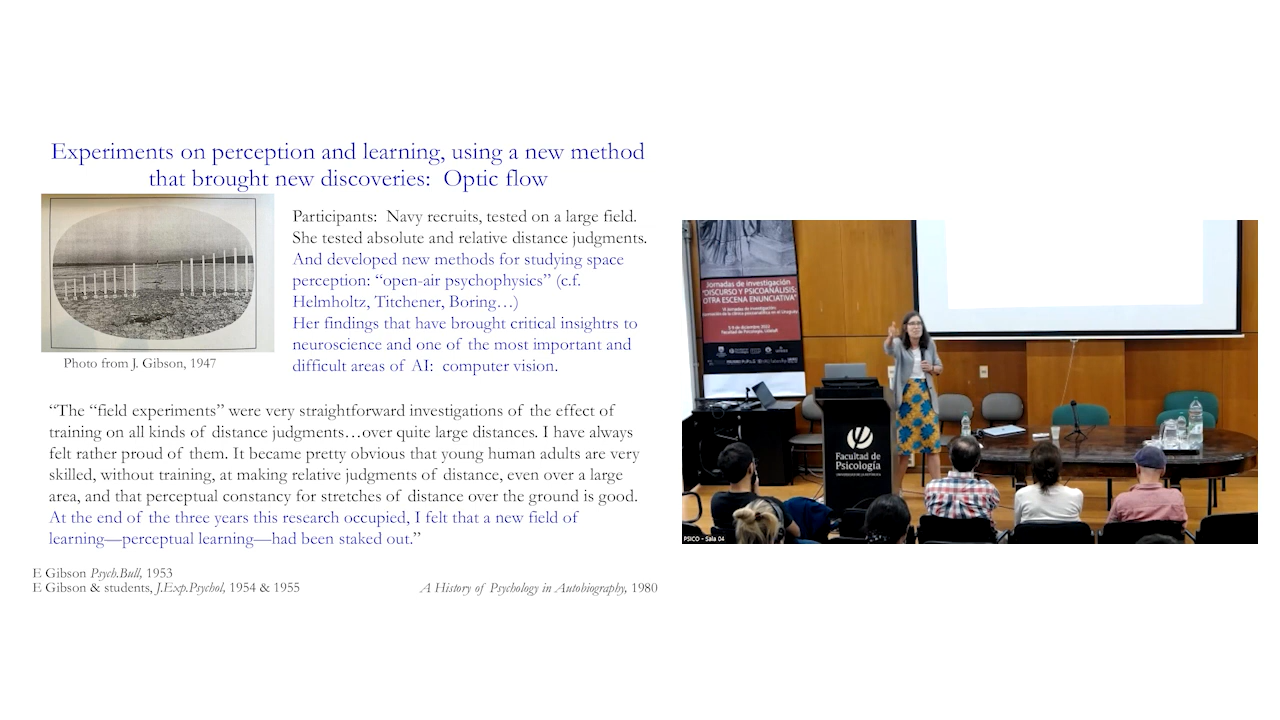 Experiments on perception and learning, using a new method
that brought new discoveries: Optic flow
Participants: Navy recruits, tested on a large field.
She tested absolute and relative distance judgments.
And developed new methods for studying space
perception: “open-air psychophysics” (c.f.
Helmholtz, Titchener, Boring…)
Her findings that have brought critical insightrs to
neuroscience and one of the most important and
difficult areas of AI: computer vision.
Photo from J. Gibson, 1947
“The “field experiments” were very straightforward investigations of the effect of
training on all kinds of distance judgments…over quite large distances. I have always
felt rather proud of them. It became pretty obvious that young human adults are very
skilled, without training, at making relative judgments of distance, even over a large
area, and that perceptual constancy for stretches of distance over the ground is good.
At the end of the three years this research occupied, I felt that a new field of
learning—perceptual learning—had been staked out.”
E Gibson Psych.Bull, 1953
E Gibson & students, J.Exp.Psychol, 1954 & 1955
A History of Psychology in Autobiography, 1980
Jornadas de investigación
"DISCURSO Y PSICOANÁLISIS:
OTRA ESCENA ENUNCIATIVA"
Facultad de
Psicología
UNIVERSIDAD DE LA REPÚBLICA
PSICO - Sala 04